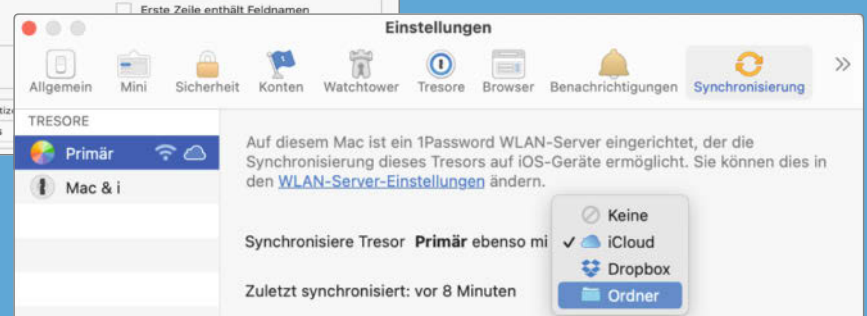 Erste Zeile enthält Feldnamen
Einstellungen
Allgemein Mini Sicherheit Konten Watchtower Tresore Browser Benachrichtigungen Synchronisierung »
TRESORE
Primär
Mac & i
Auf diesem Mac ist ein 1Password WLAN-Server eingerichtet, der die
Synchronisierung dieses Tresors auf iOS-Geräte ermöglicht. Sie können dies in
den WLAN-Server-Einstellungen ändern.
Synchronisiere Tresor Primär ebenso mi
Keine
✓ iCloud
Dropbox
Ordner
Zuletzt synchronisiert: vor 8 Minuten